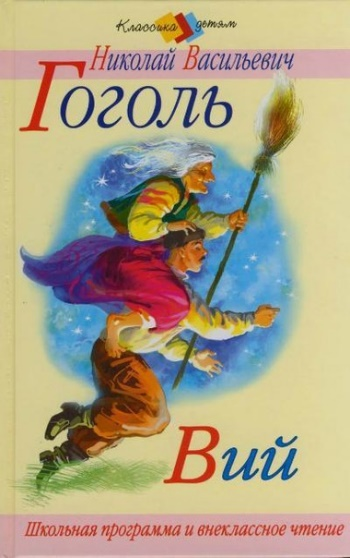 Классика детям
Николай Васильевич
Гоголь
Вий
Школьная программа и внеклассное чтение